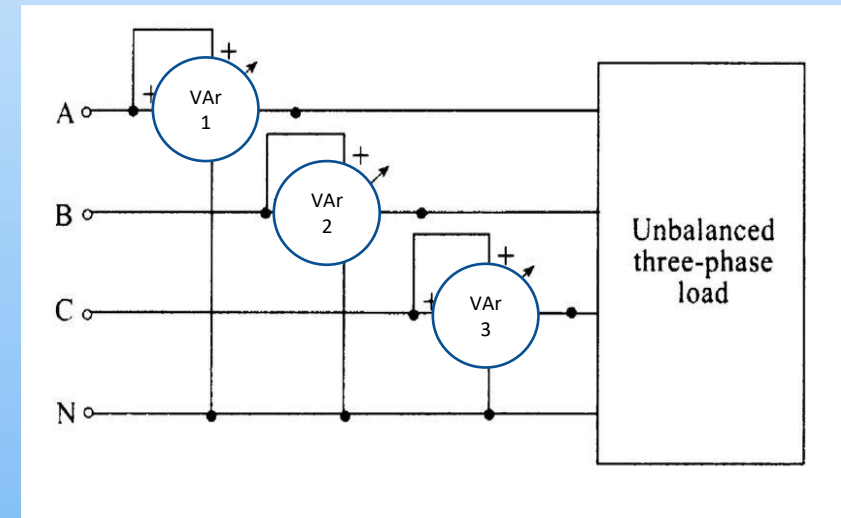 +
+
VAr
1
A
+
VAr
2
B
Unbalanced
three-phase
load
+
+
VAr
3
C
N